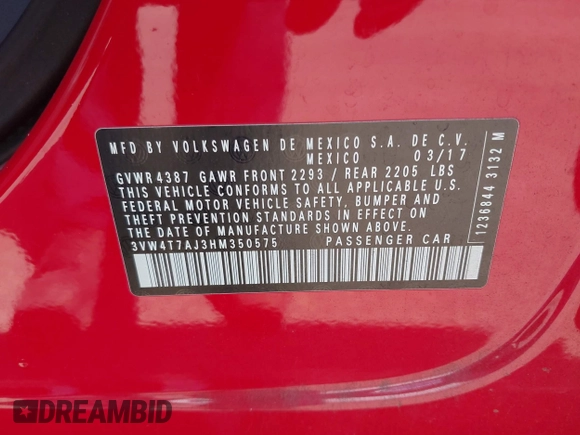 MFD BY VOLKSWAGEN DE MEXICO S.A. DE C.V.
MEXICO 03/17
GVWR 4387 GAWR FRONT 2293 / REAR 2205 LBS
THIS VEHICLE CONFORMS TO ALL APPLICABLE U.S.
FEDERAL MOTOR VEHICLE SAFETY, BUMPER AND
THEFT PREVENTION STANDARDS IN EFFECT ON
THE DATE OF MANUFACTURE SHOWN ABOVE.
3VW4T7AJ3HM350575 PASSENGER CAR
1236844 3132 M
DREAMBID